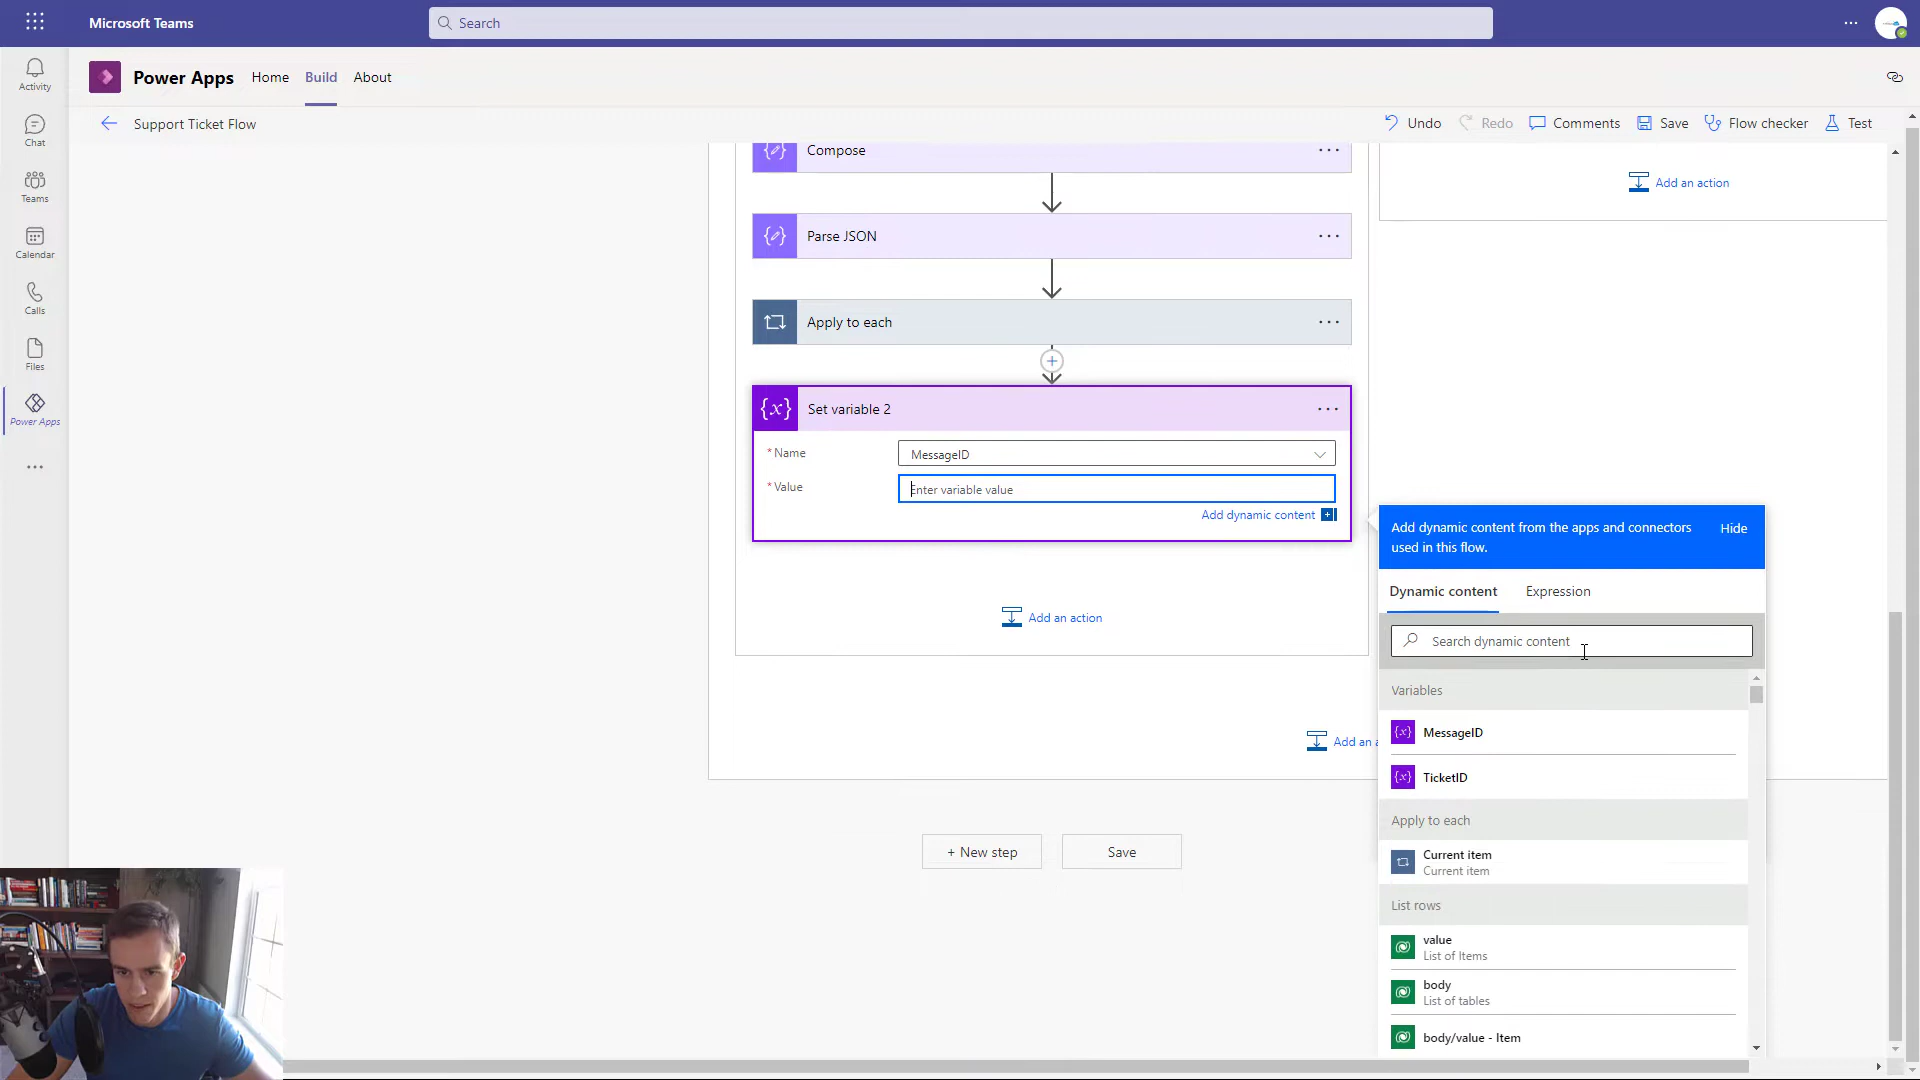 Microsoft Teams
Search
Power Apps
Home
Build
About
Activity
Chat
Teams
Calendar
Calls
Files
Power Apps
Support Ticket Flow
Undo
Redo
Comments
Save
Flow checker
Test
Compose
Add an action
Parse JSON
Apply to each
Set variable 2
* Name
MessageID
* Value
Enter variable value
Add dynamic content
Add dynamic content from the apps and connectors
used in this flow.
Hide
Dynamic content
Expression
Search dynamic content
Add an action
Variables
MessageID
Add an a
TicketID
Apply to each
+ New step
Save
Current item
Current item
List rows
value
List of Items
body
List of tables
body/value - Item